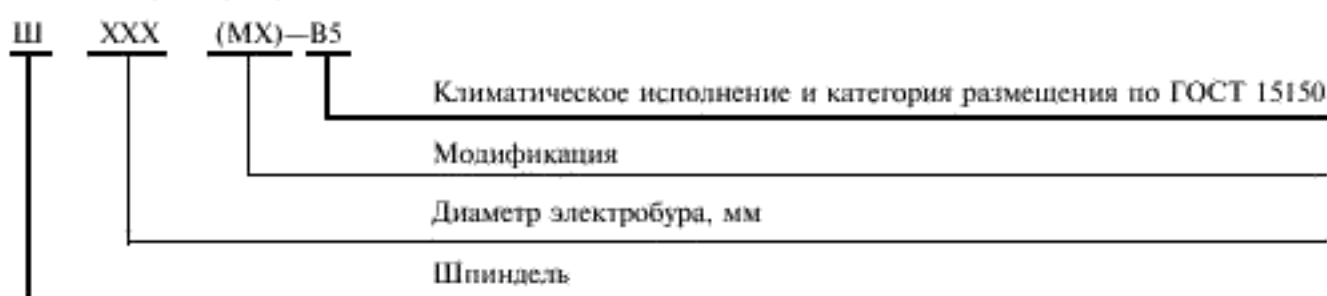 Ш XXX (МХ)—В5
Климатическое исполнение и категория размещения по ГОСТ 15150
Модификация
Диаметр электробура, мм
Шпиндель